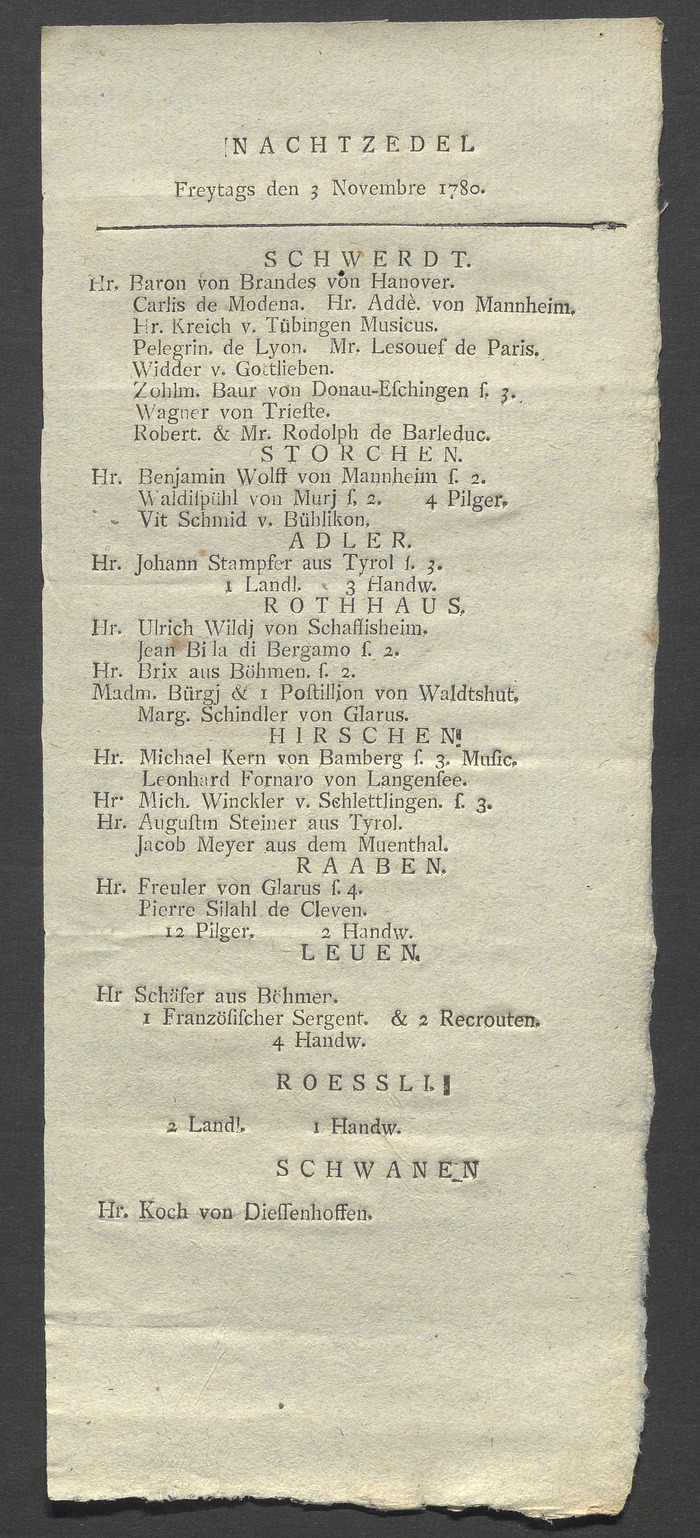 NACHTZEDEL
Freytags den 3 Novembre 1780.
SCHWERDT.
Hr. Baron von Brandes von Hanover.
Carlis de Modena. Hr. Addè. von Mannheim.
Hr. Kreich v. Tübingen Musicus.
Pelegrin. de Lyon. Mr. Lesouef de Paris.
Widder v. Gottlieben.
Zohlm. Baur von Donau-Eſchingen ſ. 3.
Wagner von Trieſte.
Robert. & Mr. Rodolph de Barleduc.
STORCHEN.
Hr. Benjamin Wolff von Mannheim ſ. 2.
Waldiſpühl von Murj ſ. 2. 4 Pilger.
Vit Schmid v. Bühlikon.
ADLER.
Hr. Johann Stampfer aus Tyrol ſ. 3.
1 Landl. 3 Handw.
ROTHHAUS.
Hr. Ulrich Wildj von Schaffisheim.
Jean di Bergamo ſ. 2.
Hr. Brix aus Böhmen. ſ. 2.
Madm. Bürgj & 1 Poſtillion von Waldtshut.
Marg. Schindler von Glarus.
HIRSCHEN
Hr. Michael Kern von Bamberg ſ. 3. Muſic.
Leonhard Fornaro von Langenſee.
Hr. Mich. Winckler v. Schlettlingen. ſ. 3.
Hr. Auguſtin Steiner aus Tyrol.
Jacob Meyer aus dem Muenthal.
RAABEN.
Hr. Freuler von Glarus ſ. 4.
Pierre Silahl de Cleven.
12 Pilger. 2 Handw.
LEUEN.
Hr Schäfer aus Böhmer.
1 Franzöſiſcher Sergent. & 2 Recrouten.
4 Handw.
ROESSLI.
2 Landl. 1 Handw.
SCHWANEN
Hr. Koch von Dieſſenhoffen.